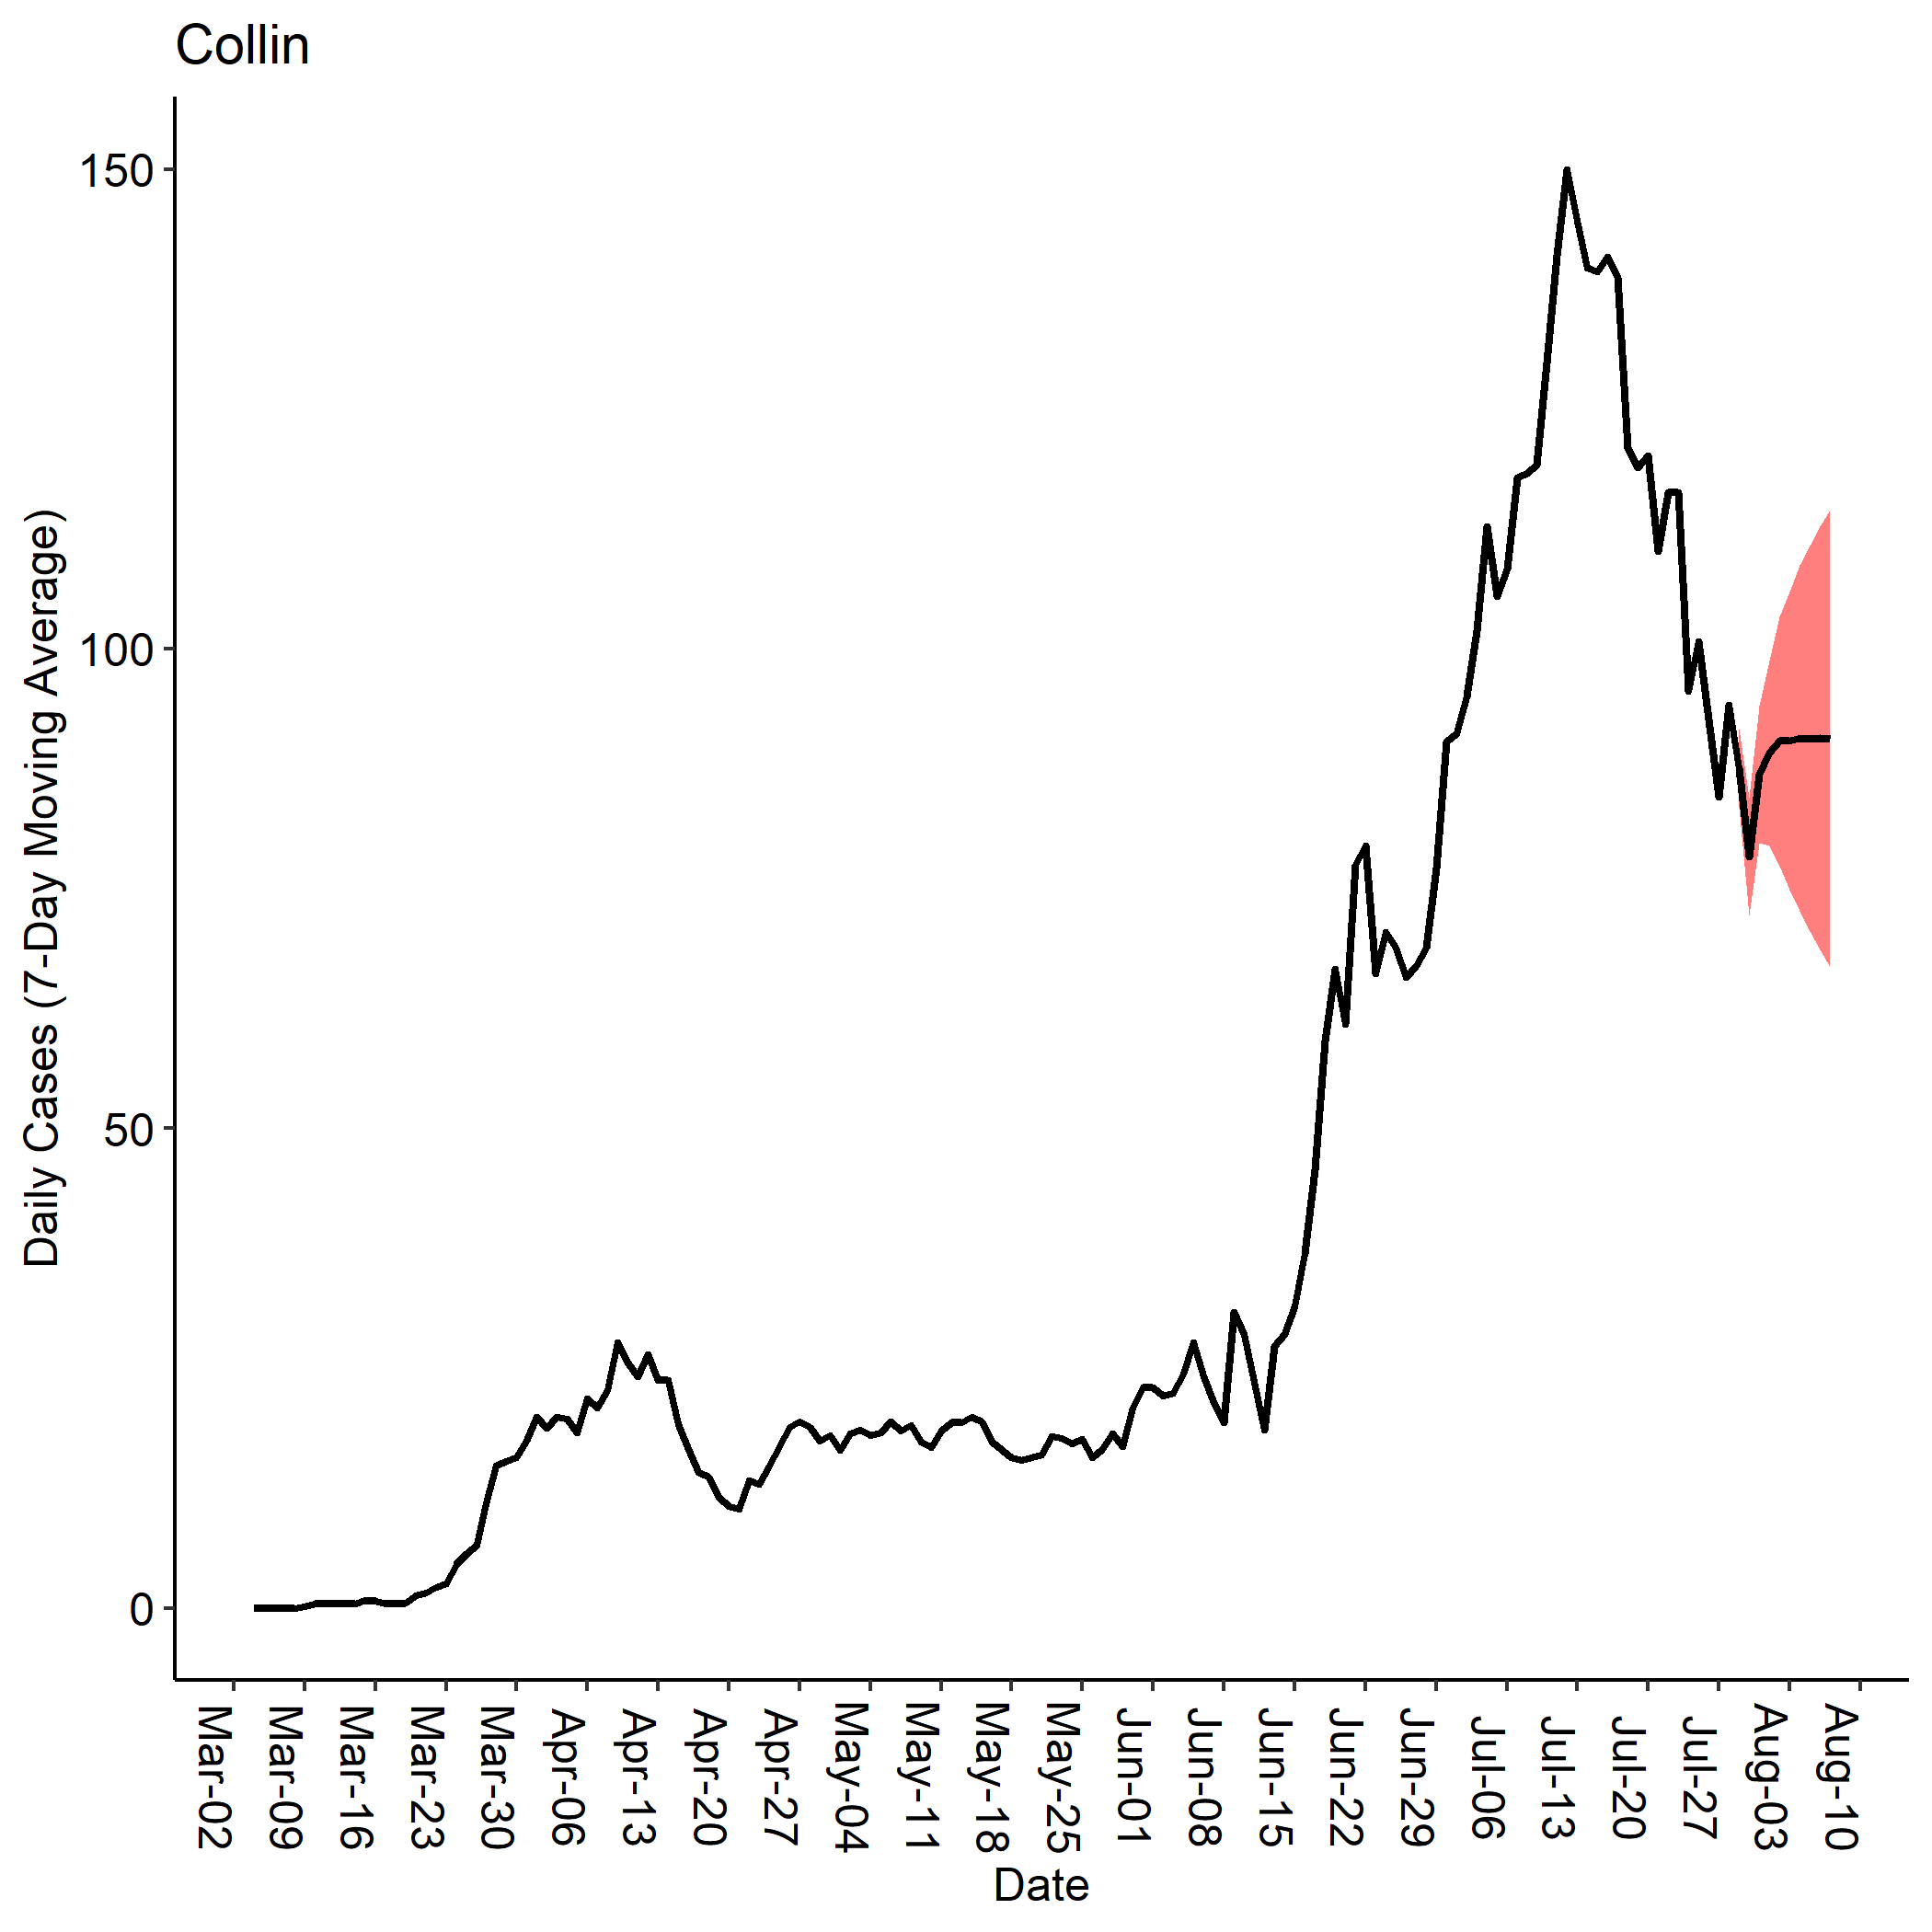 Collin
Daily Cases (7-Day Moving Average)
150
100
50
0
Mar-02
Mar-09
Mar-16
Mar-23
Mar-30
Apr-06
Apr-13
Apr-20
Apr-27
May-04
May-11
May-18
May-25
Jun-01
Jun-08
Jun-15
Jun-22
Jun-29
Jul-06
Jul-13
Jul-20
Jul-27
Aug-03
Aug-10
Date